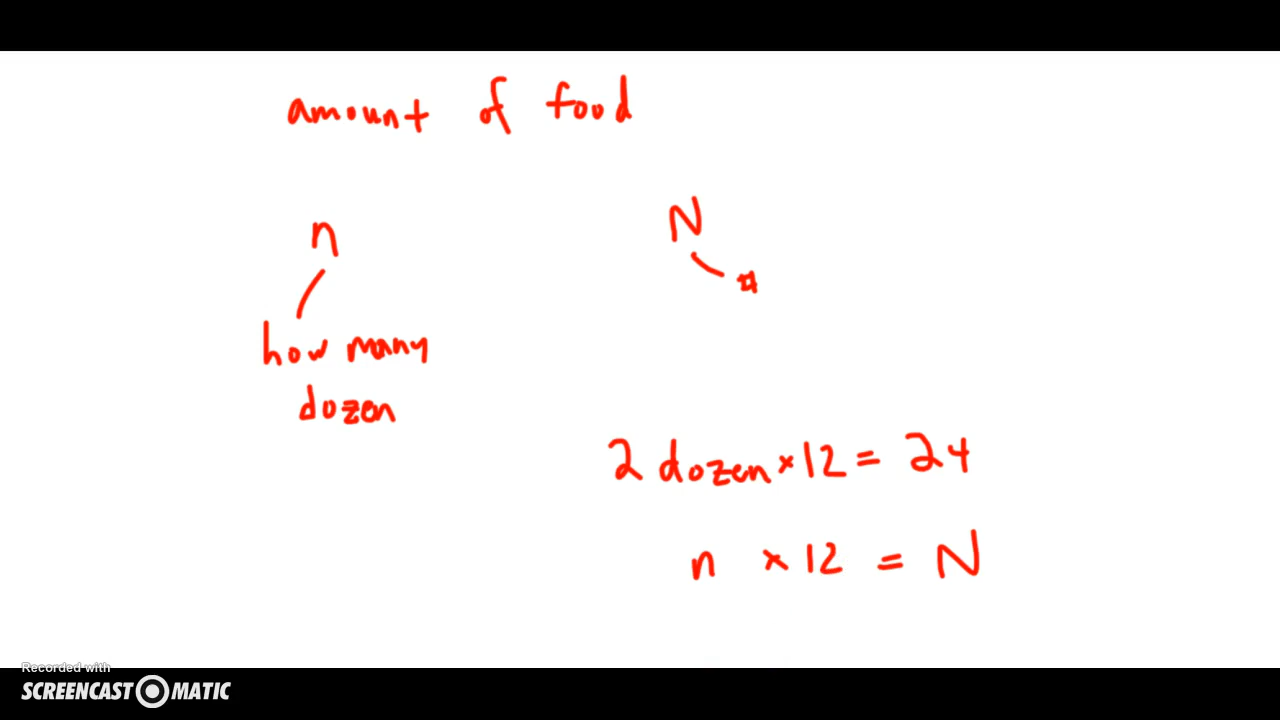 amount of food
n N
#
how many
dozen
2 dozen × 12 = 24
n × 12 = N
Recorded with
SCREENCAST MATIC